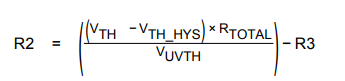 R2 = (((V_TH − V_TH_HYS) × R_TOTAL) / V_UVTH) − R3